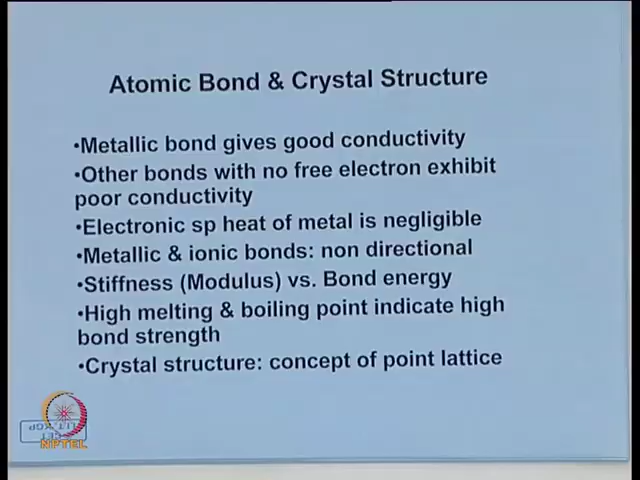 Atomic Bond & Crystal Structure
•Metallic bond gives good conductivity
•Other bonds with no free electron exhibit
poor conductivity
•Electronic sp heat of metal is negligible
•Metallic & ionic bonds: non directional
•Stiffness (Modulus) vs. Bond energy
•High melting & boiling point indicate high
bond strength
•Crystal structure: concept of point lattice
NPTEL